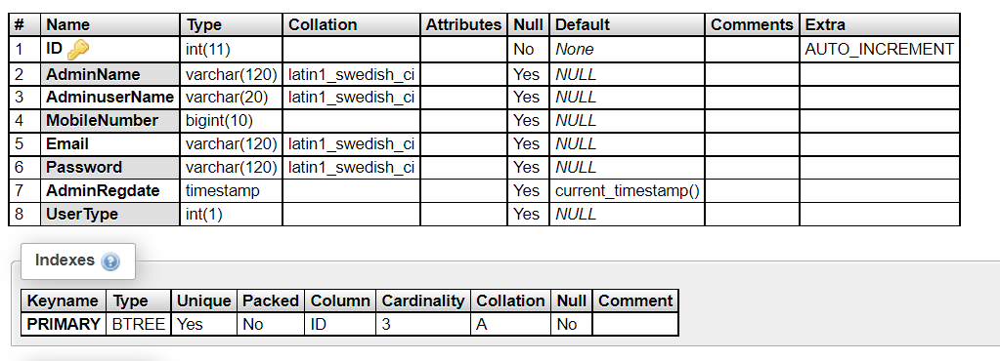 # Name Type Collation Attributes Null Default Comments Extra
1 ID int(11) No None AUTO_INCREMENT
2 AdminName varchar(120) latin1_swedish_ci Yes NULL
3 AdminuserName varchar(20) latin1_swedish_ci Yes NULL
4 MobileNumber bigint(10) Yes NULL
5 Email varchar(120) latin1_swedish_ci Yes NULL
6 Password varchar(120) latin1_swedish_ci Yes NULL
7 AdminRegdate timestamp Yes current_timestamp()
8 UserType int(1) Yes NULL
Indexes ?
Keyname Type Unique Packed Column Cardinality Collation Null Comment
PRIMARY BTREE Yes No ID 3 A No